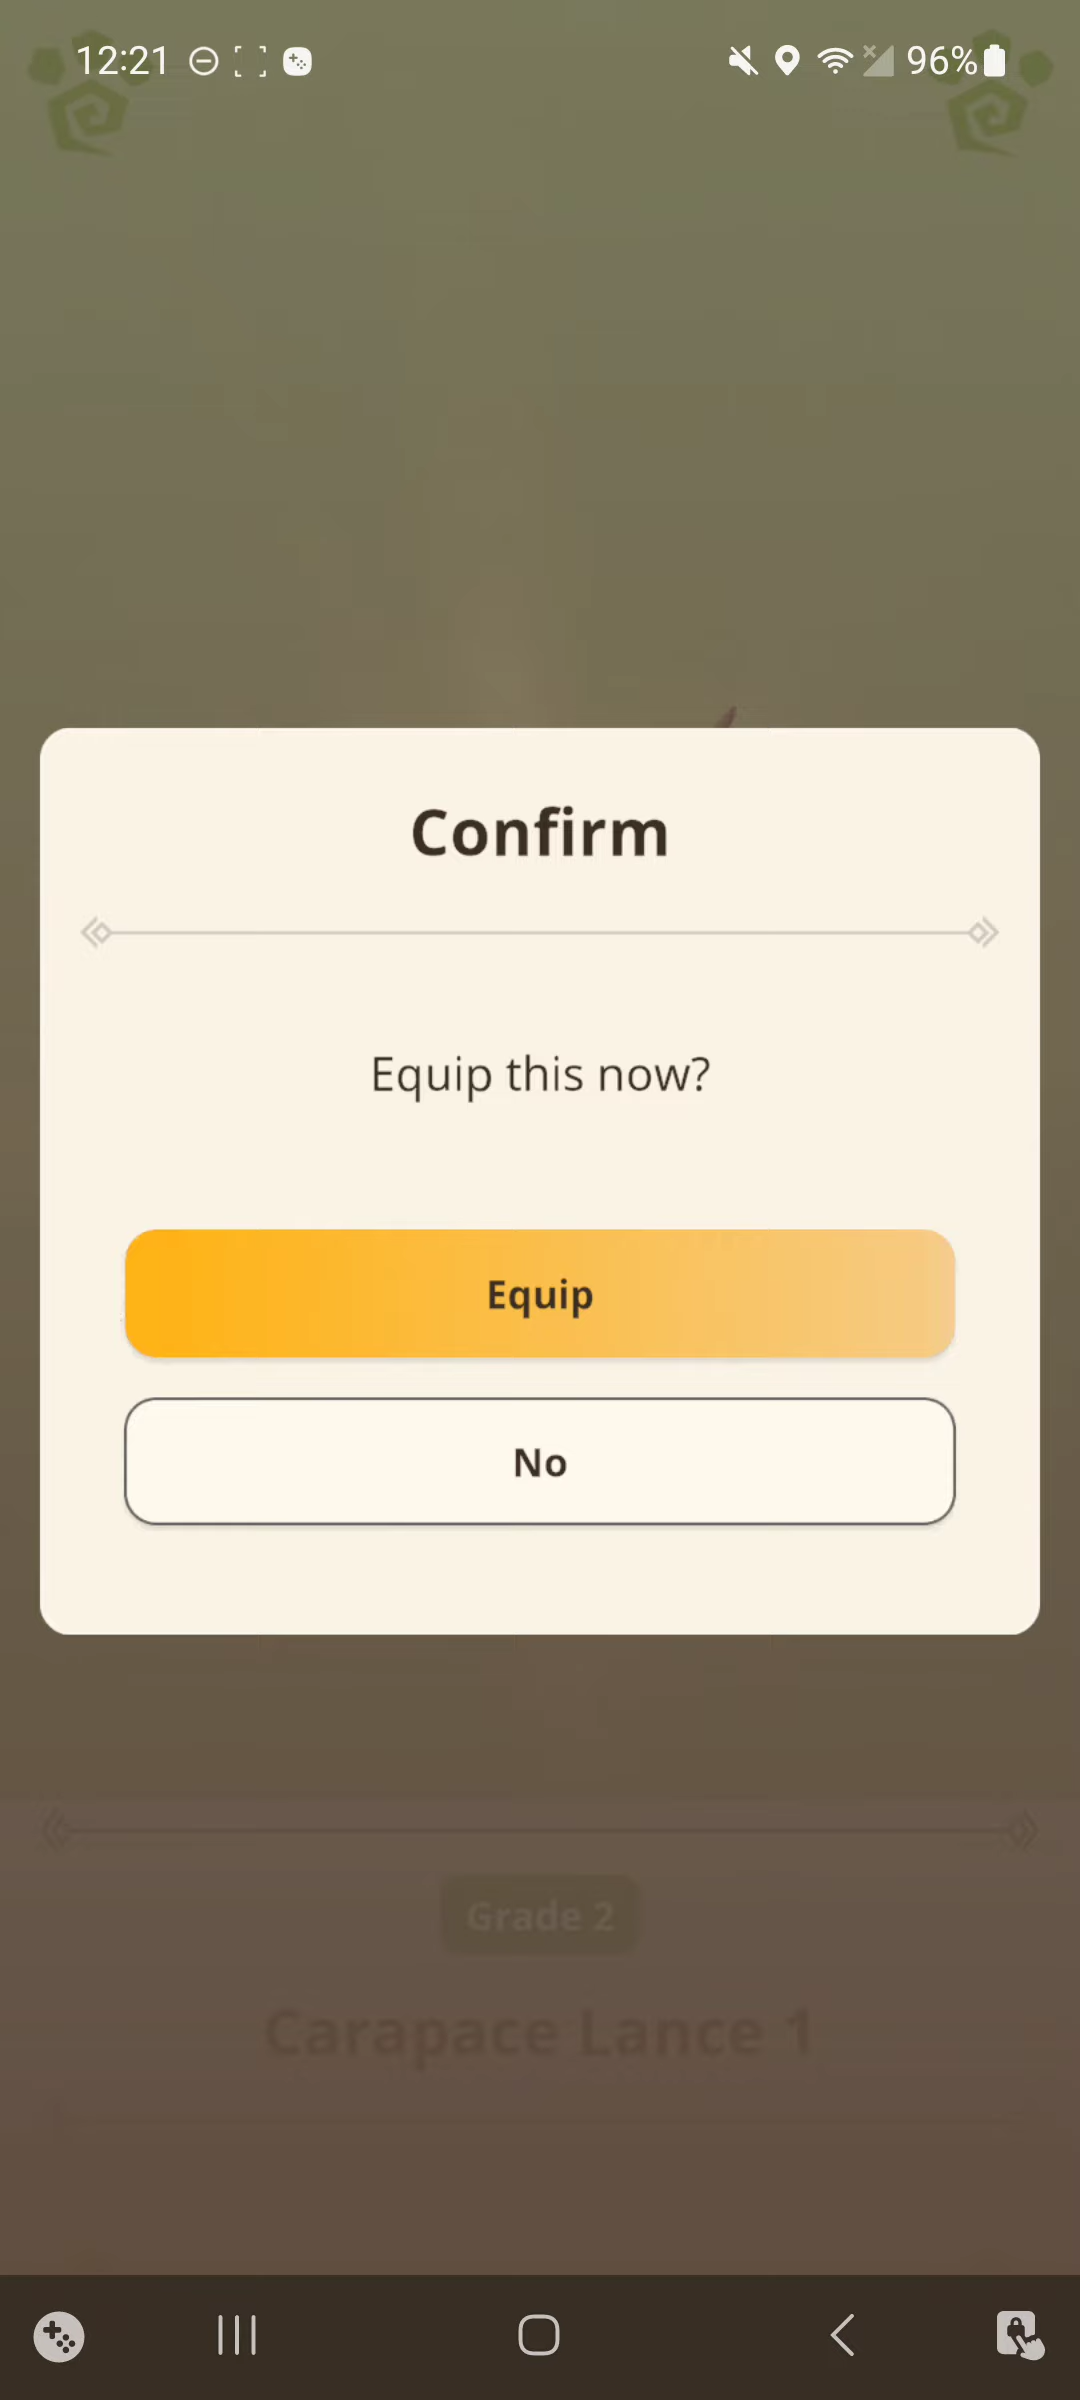 12:21
96%
Confirm
Equip this now?
Equip
No
Grade 2
Carapace Lance 1